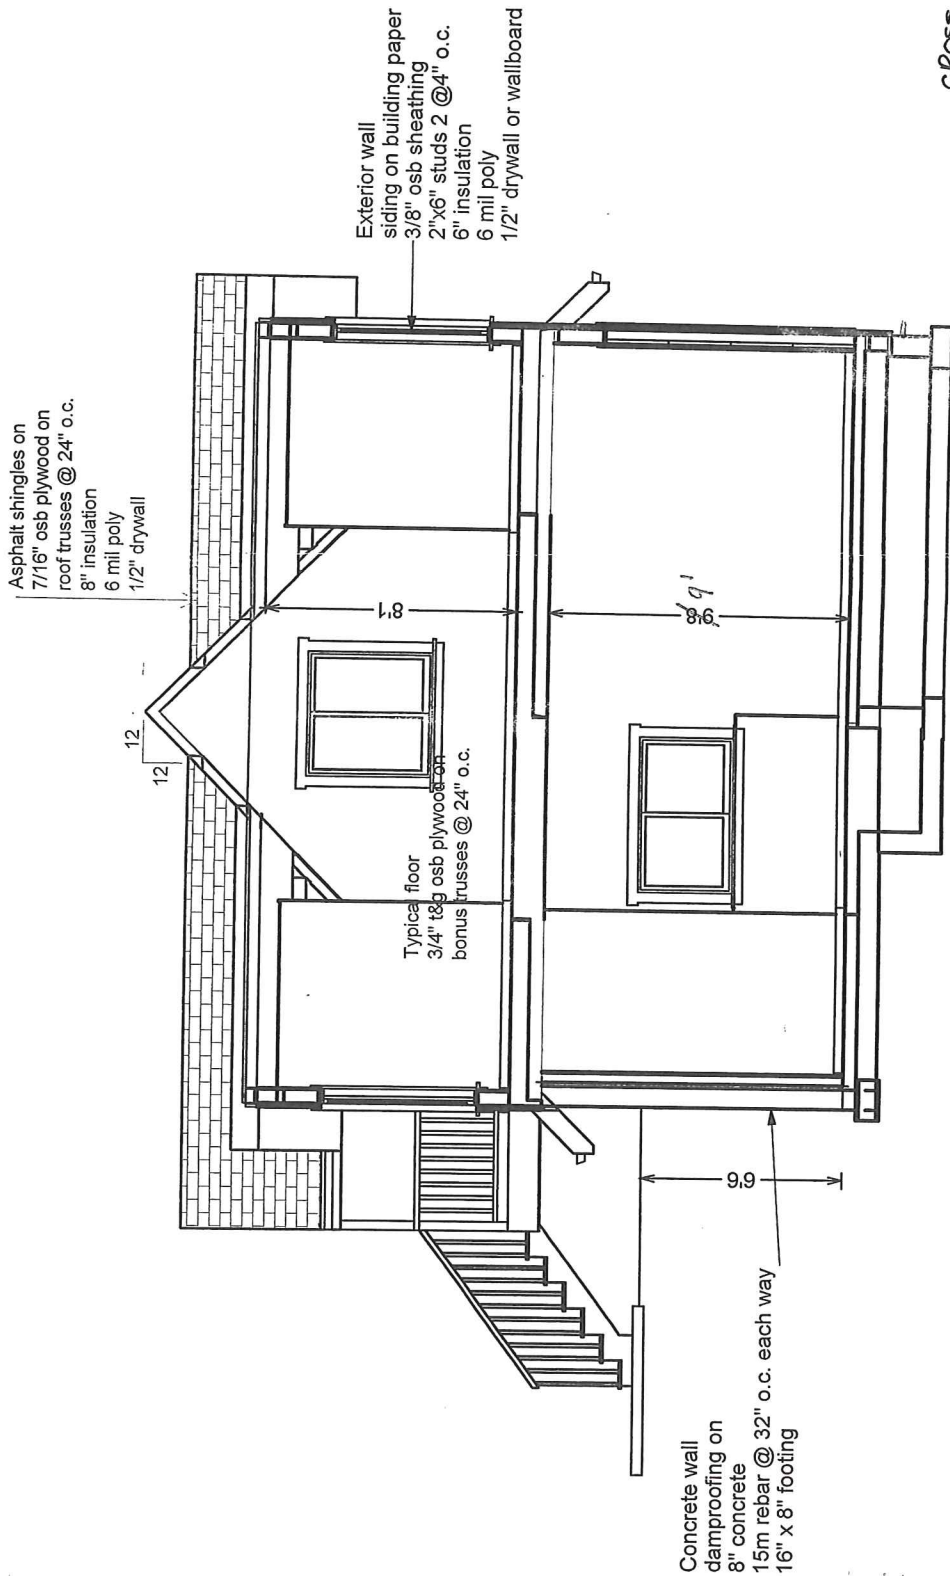 Asphalt shingles on
7/16" osb plywood on
roof trusses @ 24" o.c.
8" insulation
6 mil poly
1/2" drywall
12
12
Exterior wall
siding on building paper
3/8" osb sheathing
2"x6" studs 2 @4" o.c.
6" insulation
6 mil poly
1/2" drywall or wallboard
8'1
Typical floor
3/4" t&g osb plywood on
bonus trusses @ 24" o.c.
9'8
9'
6'6
Concrete wall
damproofing on
8" concrete
15m rebar @ 32" o.c. each way
16" x 8" footing
CROSS